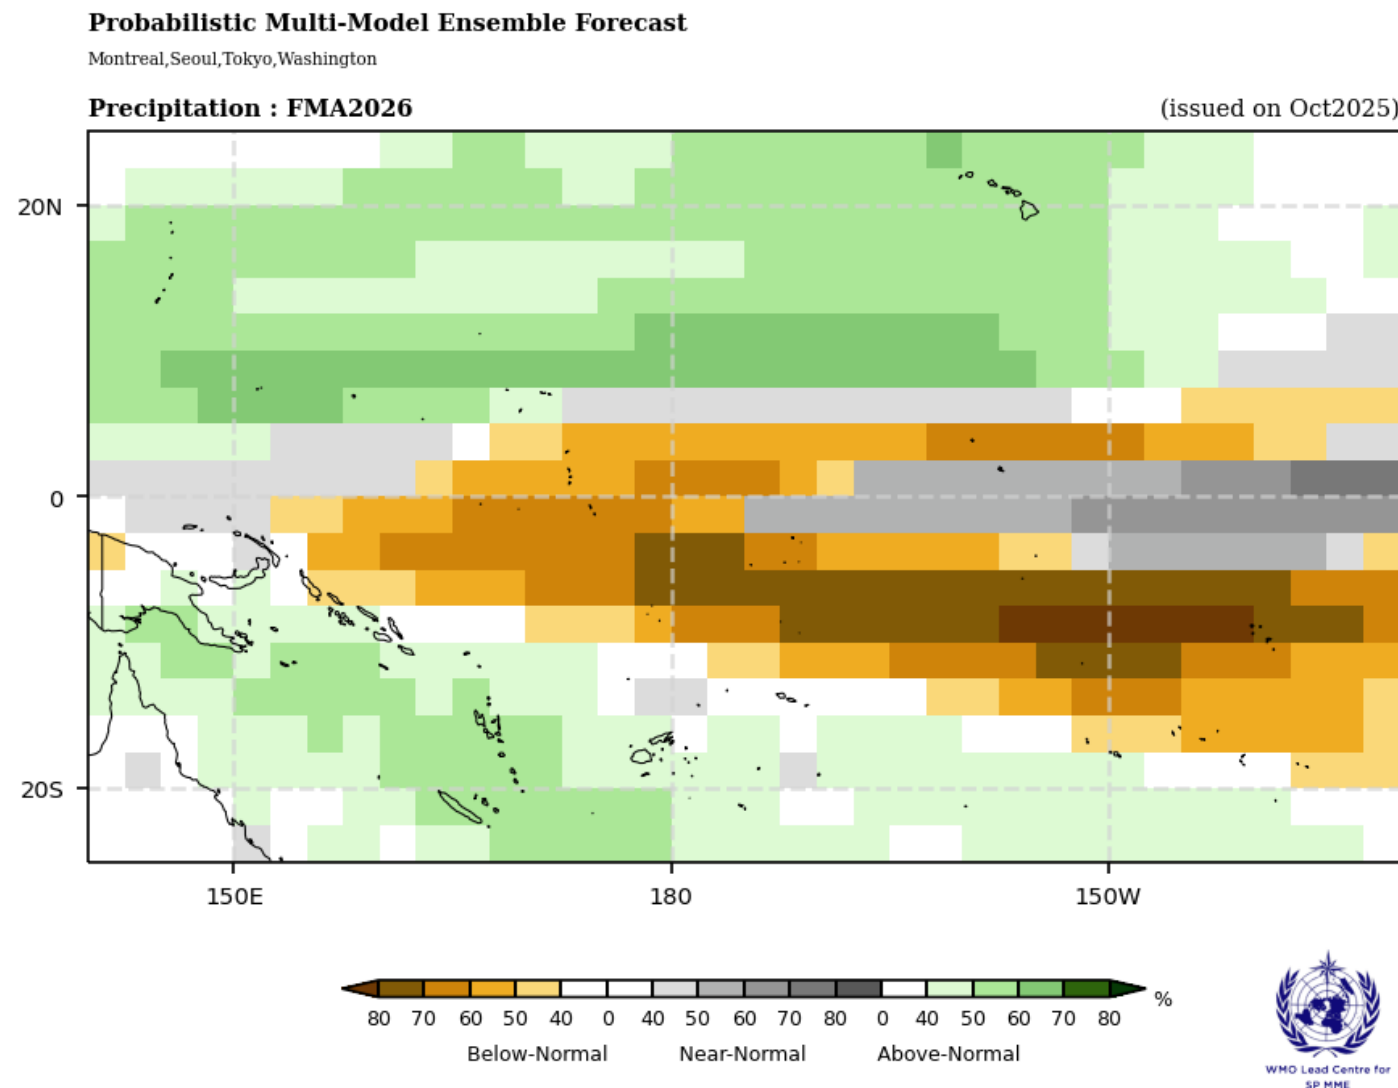 Probabilistic Multi-Model Ensemble Forecast
Montreal,Seoul,Tokyo,Washington
Precipitation : FMA2026 (issued on Oct2025)
20N
0
20S
150E 180 150W
80 70 60 50 40 0 40 50 60 70 80 0 40 50 60 70 80 %
Below-Normal Near-Normal Above-Normal
WMO Lead Centre for
SP MME